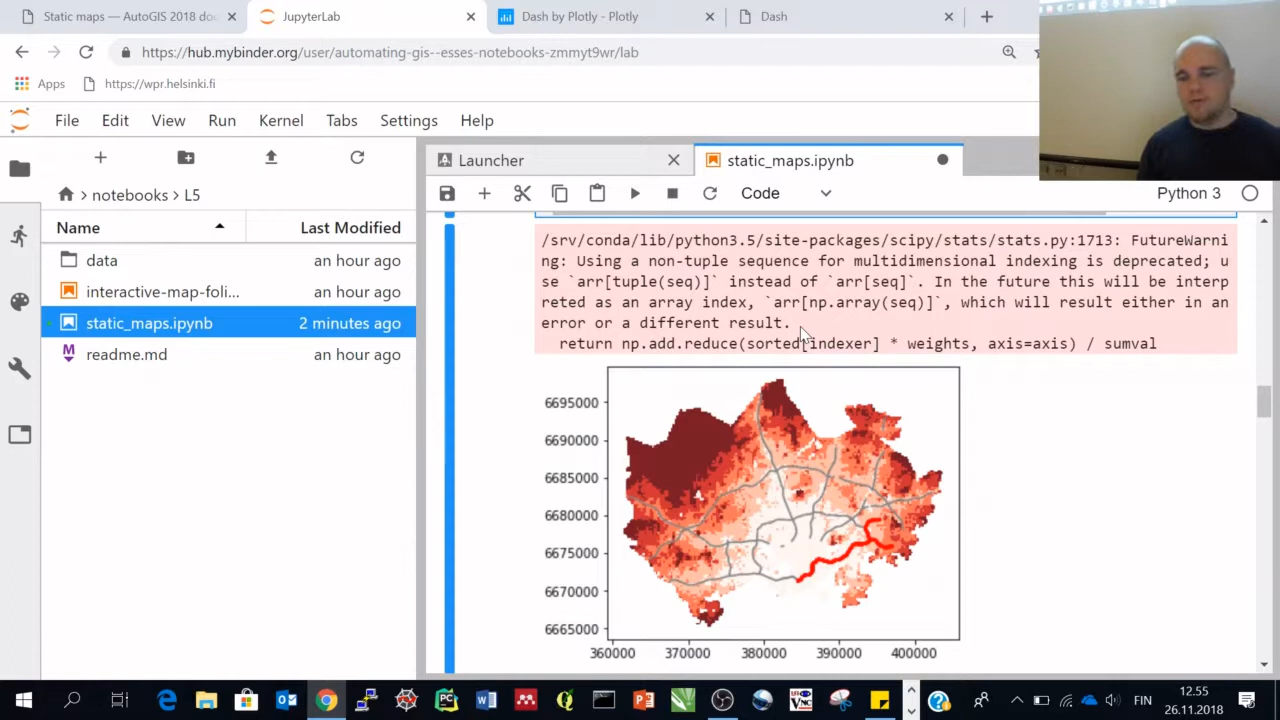 Static maps — AutoGIS 2018 do
JupyterLab
Dash by Plotly - Plotly
Dash
https://hub.mybinder.org/user/automating-gis--esses-notebooks-zmmyt9wr/lab
Apps
https://wpr.helsinki.fi
File Edit View Run Kernel Tabs Settings Help
Launcher
static_maps.ipynb
notebooks > L5
Code
Python 3
Name Last Modified
data an hour ago
interactive-map-foli... an hour ago
static_maps.ipynb 2 minutes ago
readme.md an hour ago
/srv/conda/lib/python3.5/site-packages/scipy/stats/stats.py:1713: FutureWarni
ng: Using a non-tuple sequence for multidimensional indexing is deprecated; u
se `arr[tuple(seq)]` instead of `arr[seq]`. In the future this will be interp
reted as an array index, `arr[np.array(seq)]`, which will result either in an
error or a different result.
return np.add.reduce(sorted[indexer] * weights, axis=axis) / sumval
6695000
6690000
6685000
6680000
6675000
6670000
6665000
360000 370000 380000 390000 400000
FIN
12.55
26.11.2018